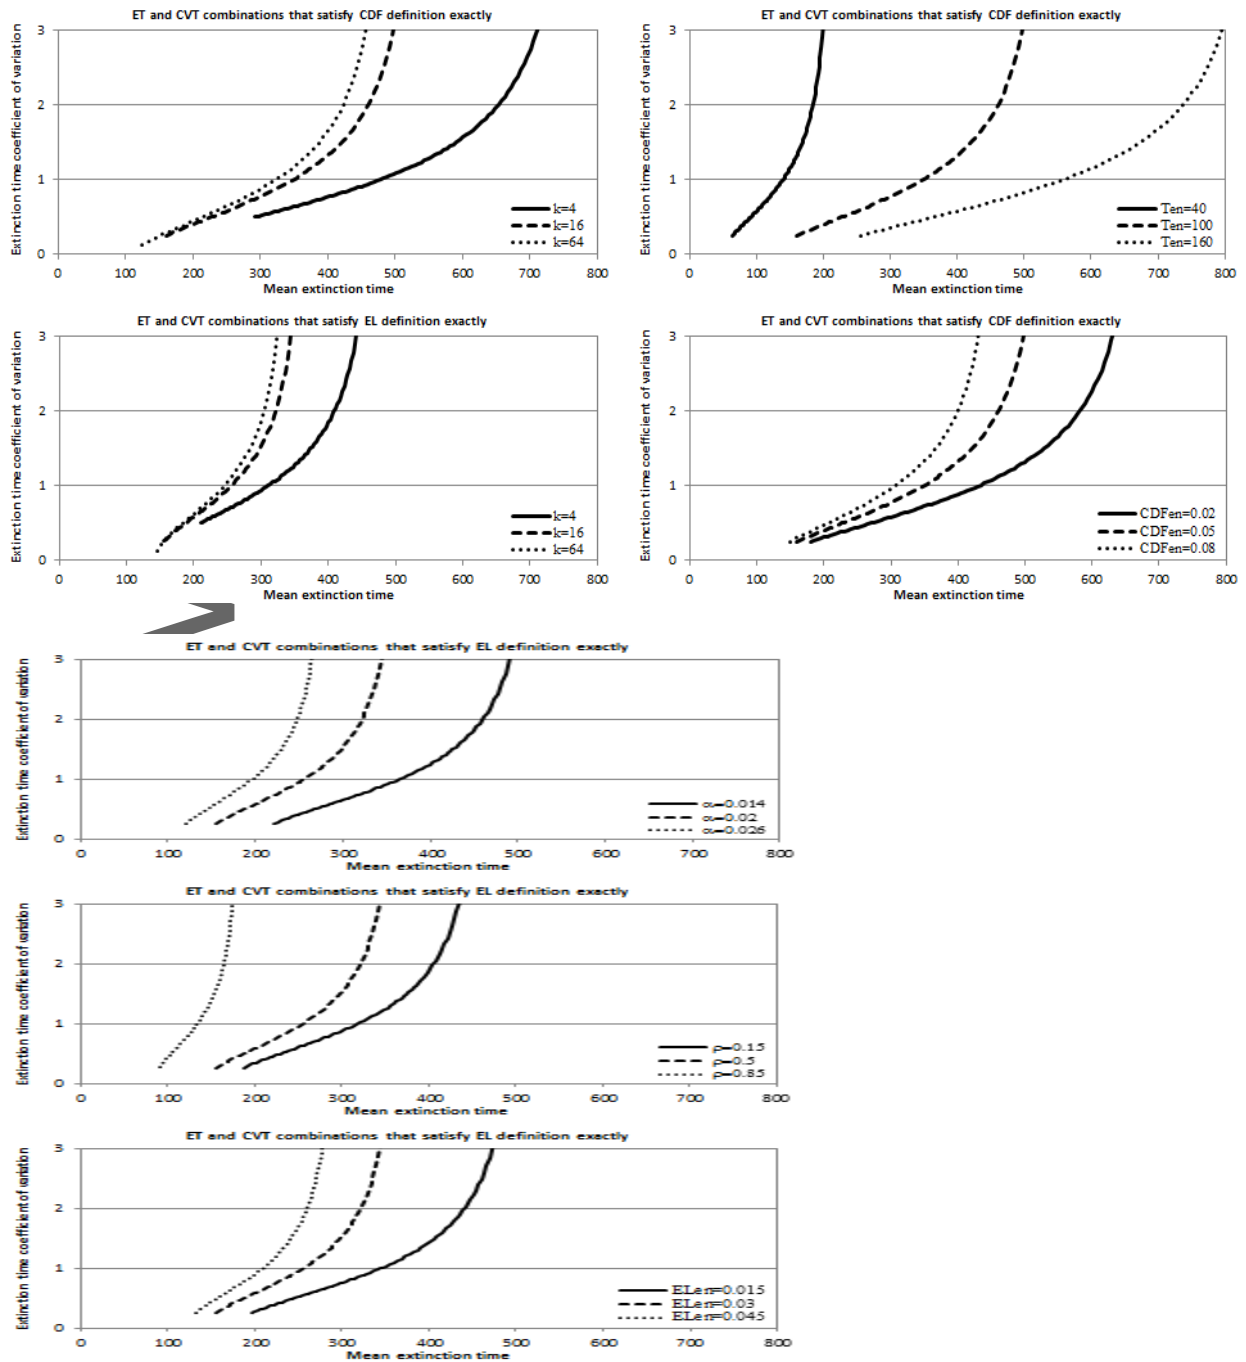 ET and CVT combinations that satisfy CDF definition exactly
Extinction time coefficient of variation
3
2
1
0
k=4
k=16
k=64
0 100 200 300 400 500 600 700 800
Mean extinction time
ET and CVT combinations that satisfy CDF definition exactly
Extinction time coefficient of variation
3
2
1
0
Ten=40
Ten=100
Ten=160
0 100 200 300 400 500 600 700 800
Mean extinction time
ET and CVT combinations that satisfy EL definition exactly
Extinction time coefficient of variation
3
2
1
0
k=4
k=16
k=64
0 100 200 300 400 500 600 700 800
Mean extinction time
ET and CVT combinations that satisfy CDF definition exactly
Extinction time coefficient of variation
3
2
1
0
CDFen=0.02
CDFen=0.05
CDFen=0.08
0 100 200 300 400 500 600 700 800
Mean extinction time
ET and CVT combinations that satisfy EL definition exactly
Extinction time coefficient of variation
3
2
1
0
α=0.014
α=0.02
α=0.026
0 100 200 300 400 500 600 700 800
Mean extinction time
ET and CVT combinations that satisfy EL definition exactly
Extinction time coefficient of variation
3
2
1
0
ρ=0.15
ρ=0.5
ρ=0.85
0 100 200 300 400 500 600 700 800
Mean extinction time
ET and CVT combinations that satisfy EL definition exactly
Extinction time coefficient of variation
3
2
1
0
ELen=0.015
ELen=0.03
ELen=0.045
0 100 200 300 400 500 600 700 800
Mean extinction time